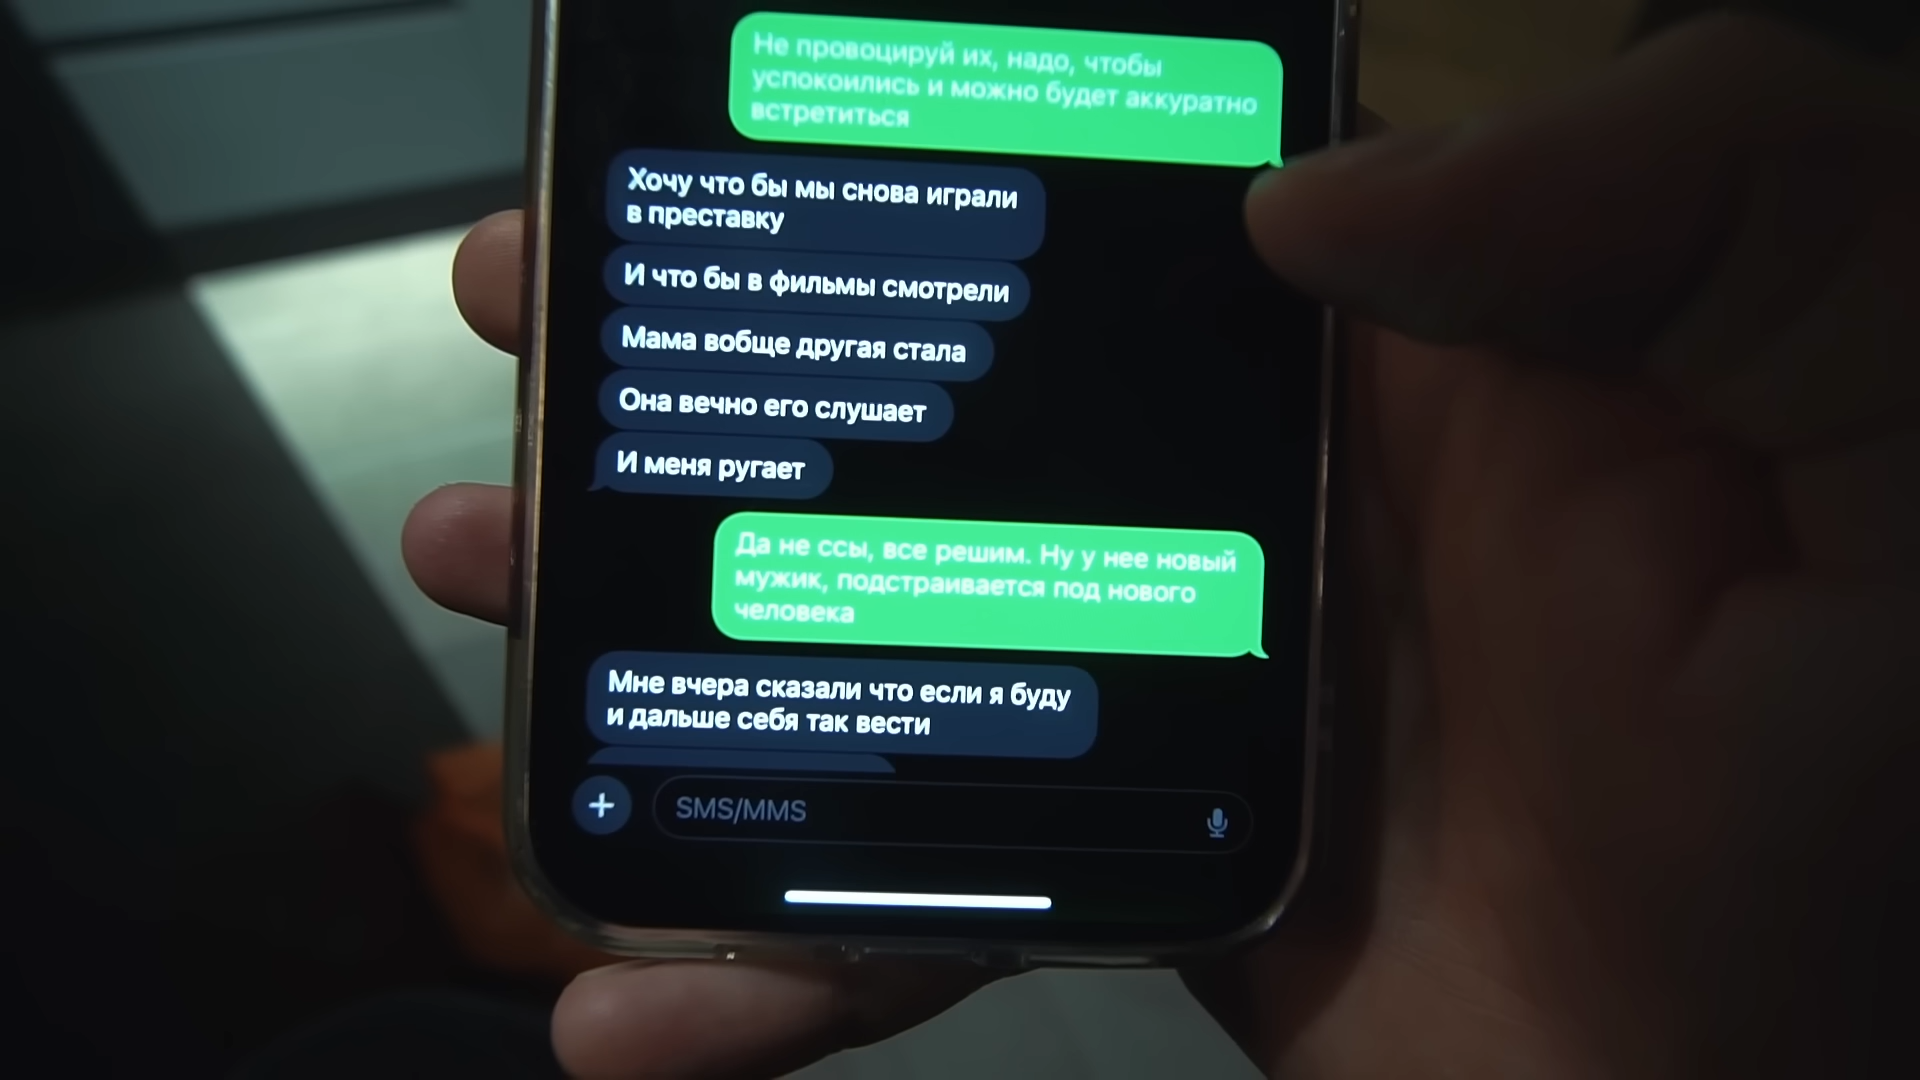 Не провоцируй их, надо, чтобы
успокоились и можно будет аккуратно
встретиться
Хочу что бы мы снова играли
в преставку
И что бы в фильмы смотрели
Мама вобще другая стала
Она вечно его слушает
И меня ругает
Да не ссы, все решим. Ну у нее новый
мужик, подстраивается под нового
человека
Мне вчера сказали что если я буду
и дальше себя так вести
SMS/MMS